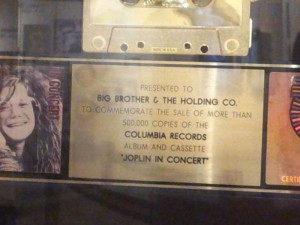 PRESENTED TO
BIG BROTHER & THE HOLDING CO.
TO COMMEMORATE THE SALE OF MORE THAN
500,000 COPIES OF THE
COLUMBIA RECORDS
ALBUM AND CASSETTE
"JOPLIN IN CONCERT"